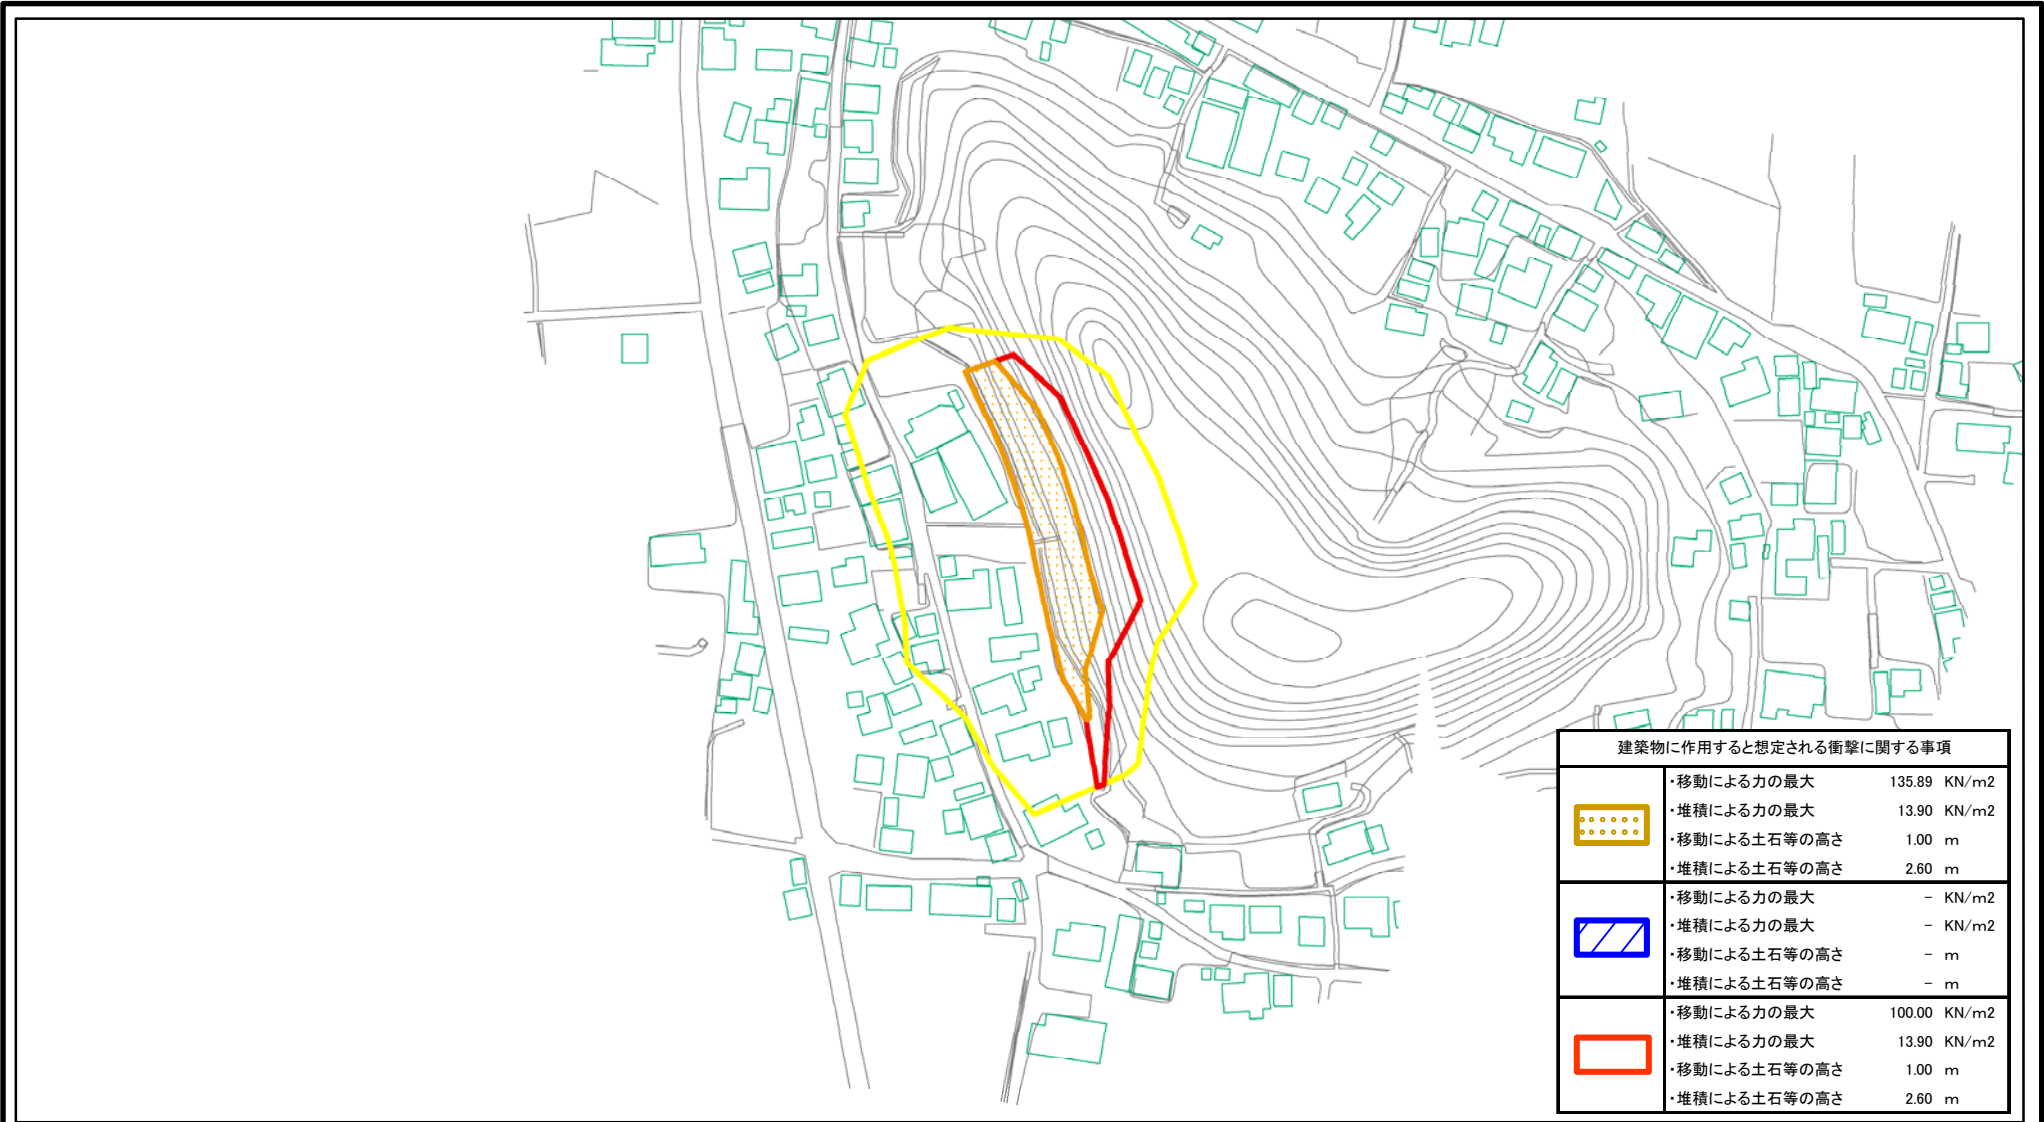 建築物に作用すると想定される衝撃に関する事項
・移動による力の最大 135.89 KN/m2
・堆積による力の最大 13.90 KN/m2
・移動による土石等の高さ 1.00 m
・堆積による土石等の高さ 2.60 m
・移動による力の最大 - KN/m2
・堆積による力の最大 - KN/m2
・移動による土石等の高さ - m
・堆積による土石等の高さ - m
・移動による力の最大 100.00 KN/m2
・堆積による力の最大 13.90 KN/m2
・移動による土石等の高さ 1.00 m
・堆積による土石等の高さ 2.60 m